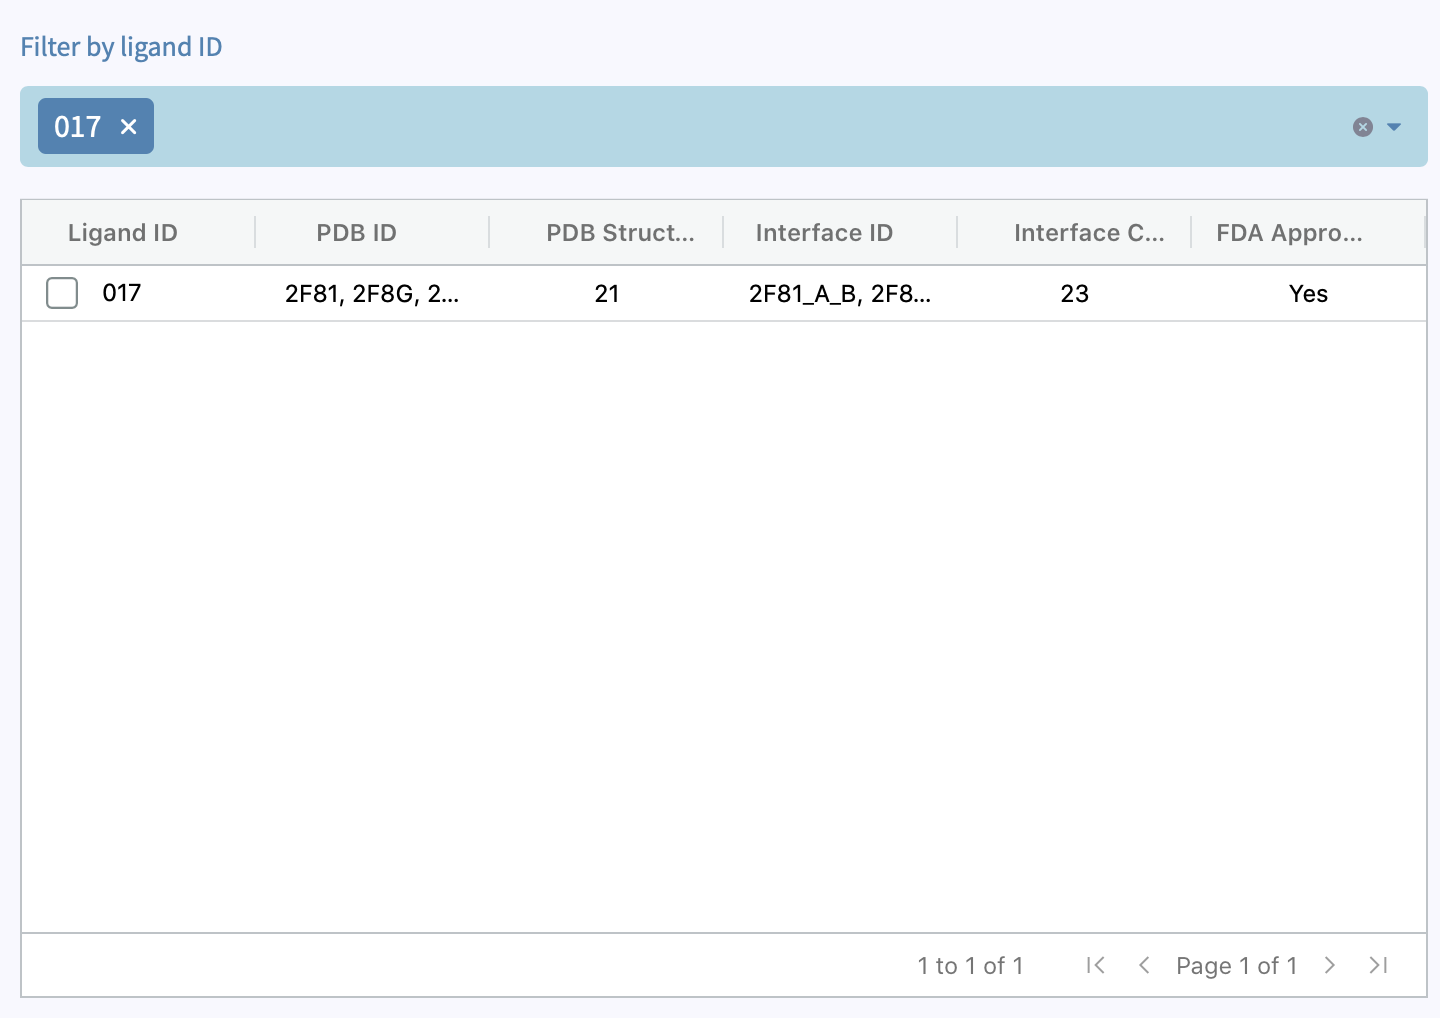 Filter by ligand ID
017
Ligand ID PDB ID PDB Struct... Interface ID Interface C... FDA Appro...
017 2F81, 2F8G, 2... 21 2F81_A_B, 2F8... 23 Yes
1 to 1 of 1 Page 1 of 1